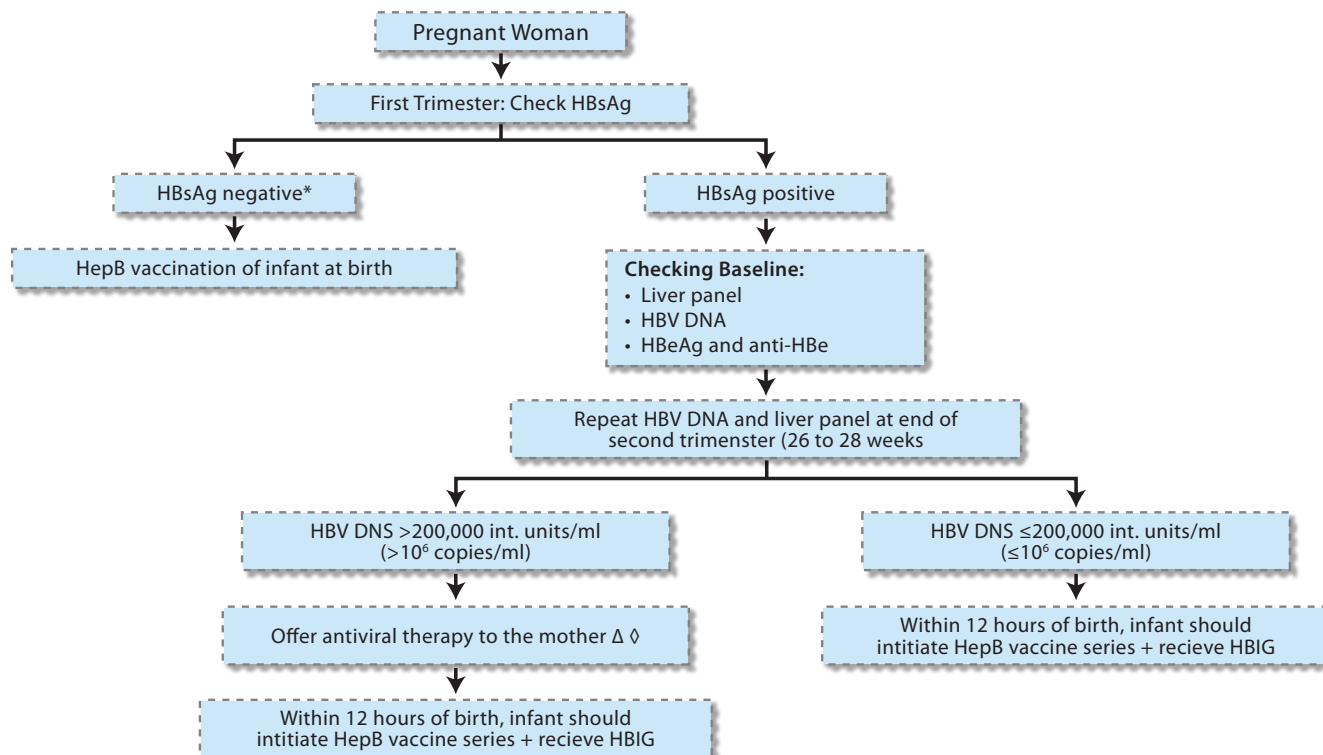 Pregnant Woman
First Trimester: Check HBsAg
HBsAg negative*
HBsAg positive
HepB vaccination of infant at birth
Checking Baseline:
• Liver panel
• HBV DNA
• HBeAg and anti-HBe
Repeat HBV DNA and liver panel at end of
second trimenster (26 to 28 weeks
HBV DNS >200,000 int. units/ml
(>10⁶ copies/ml)
HBV DNS ≤200,000 int. units/ml
(≤10⁶ copies/ml)
Offer antiviral therapy to the mother Δ ◊
Within 12 hours of birth, infant should
intitiate HepB vaccine series + recieve HBIG
Within 12 hours of birth, infant should
intitiate HepB vaccine series + recieve HBIG